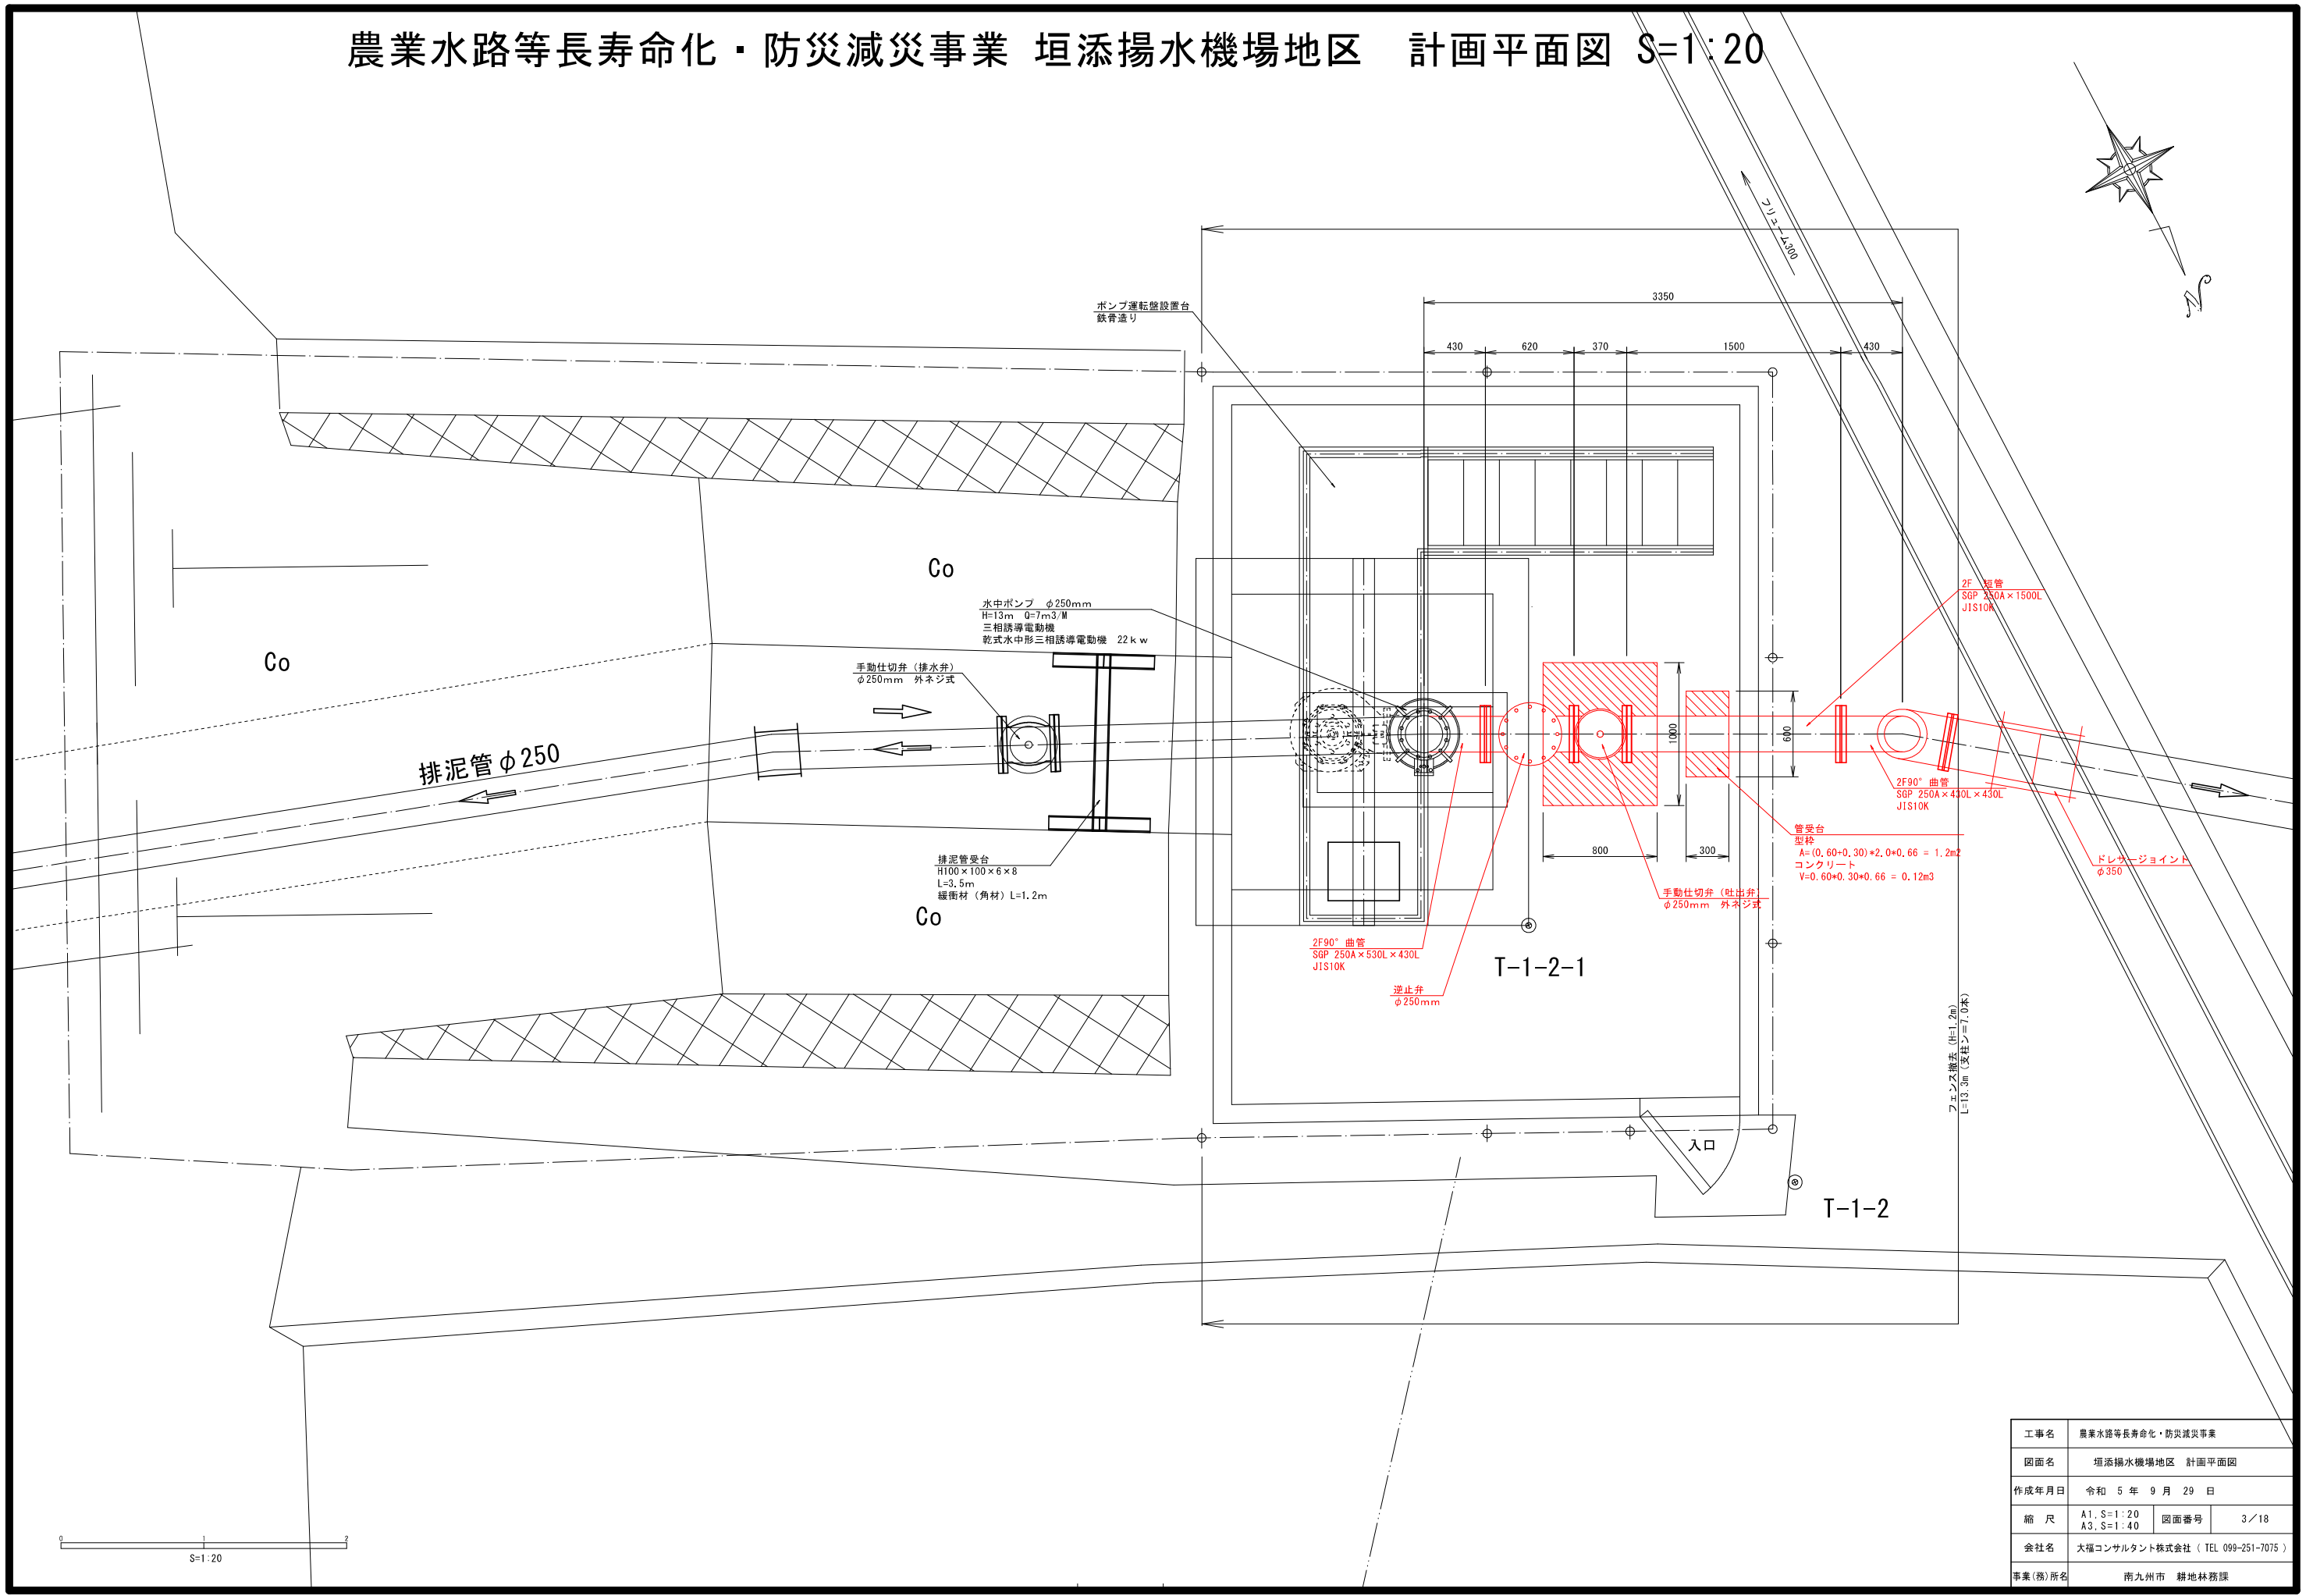 農業水路等長寿命化・防災減災事業 垣添揚水機場地区　計画平面図 S=1:20
フリューム300
N
ポンプ運転盤設置台
鉄骨造り
3350
430
620
370
1500
430
Co
2F 短管
SGP 250A×1500L
JIS10K
水中ポンプ　φ250mm
H=13m　Q=7m3/M
三相誘導電動機
乾式水中形三相誘導電動機　22kw
Co
手動仕切弁（排水弁）
φ250mm　外ネジ式
排泥管φ250
1000
600
2F90°曲管
SGP 250A×430L×430L
JIS10K
管受台
型枠
A=(0.60+0.30)*2.0*0.66 = 1.2m2
コンクリート
V=0.60*0.30*0.66 = 0.12m3
800
300
ドレサージョイント
φ350
排泥管受台
H100×100×6×8
L=3.5m
緩衝材（角材）L=1.2m
手動仕切弁（吐出弁）
φ250mm　外ネジ式
Co
2F90°曲管
SGP 250A×530L×430L
JIS10K
T-1-2-1
逆止弁
φ250mm
フェンス撤去（H=1.2m）
L=13.3m（支柱ン=7.0本）
入口
T-1-2
工事名　農業水路等長寿命化・防災減災事業
図面名　垣添揚水機場地区　計画平面図
作成年月日　令和　5 年　9 月　29　日
縮　尺　A1,S=1:20　図面番号　3／18
A3,S=1:40
会社名　大福コンサルタント株式会社（ TEL 099-251-7075 ）
事業(務)所名　南九州市　耕地林務課
0 1 2
S=1:20